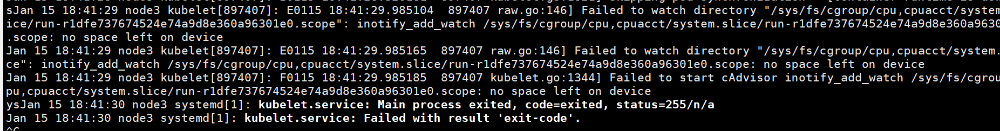 sJan 15 18:41:29 node3 kubelet[897407]: E0115 18:41:29.985104  897407 raw.go:146] Failed to watch directory "/sys/fs/cgroup/cpu,cpuacct/system
ice/run-r1dfe737674524e74a9d8e360a96301e0.scope": inotify_add_watch /sys/fs/cgroup/cpu,cpuacct/system.slice/run-r1dfe737674524e74a9d8e360a9630
.scope: no space left on device
Jan 15 18:41:29 node3 kubelet[897407]: E0115 18:41:29.985165  897407 raw.go:146] Failed to watch directory "/sys/fs/cgroup/cpu,cpuacct/system.
ce": inotify_add_watch /sys/fs/cgroup/cpu,cpuacct/system.slice/run-r1dfe737674524e74a9d8e360a96301e0.scope: no space left on device
Jan 15 18:41:29 node3 kubelet[897407]: F0115 18:41:29.985185  897407 kubelet.go:1344] Failed to start cAdvisor inotify_add_watch /sys/fs/cgrou
pu,cpuacct/system.slice/run-r1dfe737674524e74a9d8e360a96301e0.scope: no space left on device
ysJan 15 18:41:30 node3 systemd[1]: kubelet.service: Main process exited, code=exited, status=255/n/a
Jan 15 18:41:30 node3 systemd[1]: kubelet.service: Failed with result 'exit-code'.